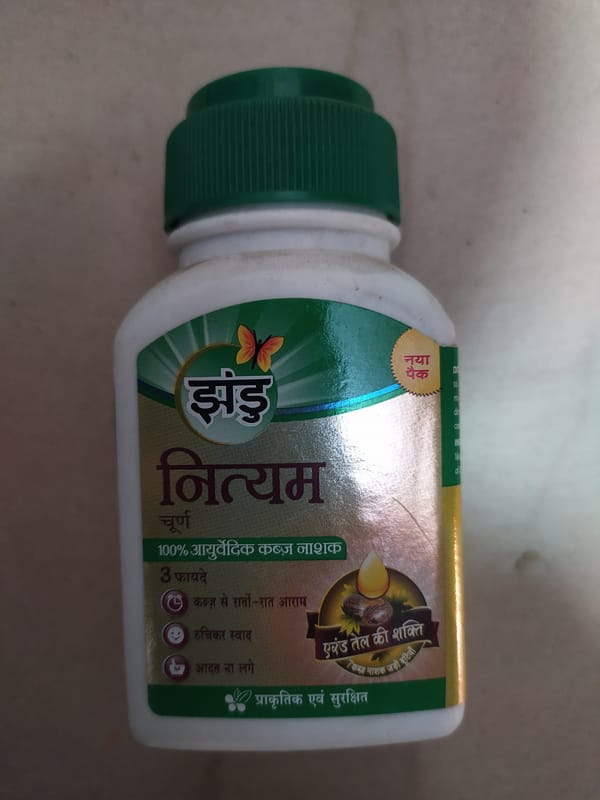 झंडु
नया
पैक
नित्यम
चूर्ण
100% आयुर्वेदिक कब्ज़ नाशक
3 फायदे
कब्ज़ से रातों-रात आराम
रुचिकर स्वाद
आदत ना लगे
एरंड तेल की शक्ति
प्राकृतिक एवं सुरक्षित